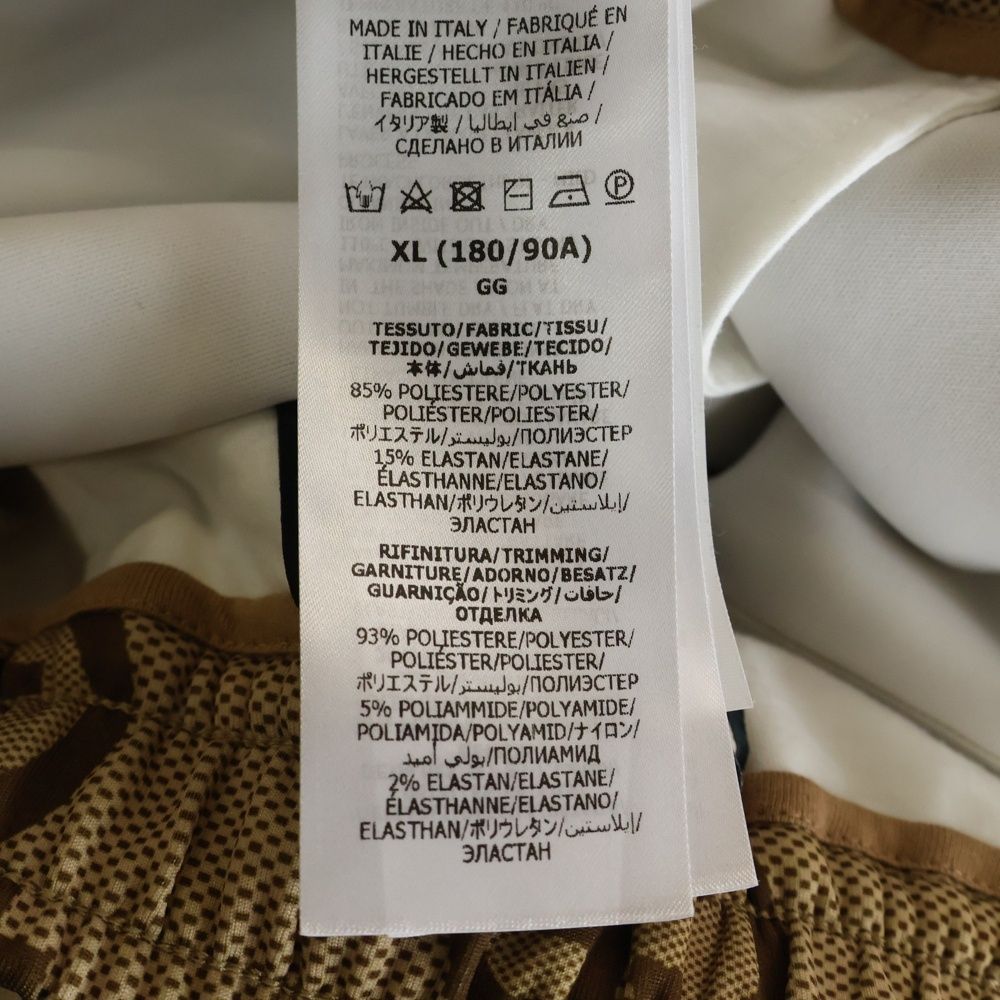 MADE IN ITALY / FABRIQUÉ EN
ITALIE / HECHO EN ITALIA /
HERGESTELLT IN ITALIEN /
FABRICADO EM ITÁLIA /
イタリア製 / صنع في إيطاليا /
СДЕЛАНО В ИТАЛИИ
P
XL (180/90A)
GG
TESSUTO/FABRIC/TISSU/
TEJIDO/GEWEBE/TECIDO/
本体/قماش/ТКАНЬ
85% POLIESTERE/POLYESTER/
POLIÉSTER/POLIESTER/
ポリエステル/بوليستر/ПОЛИЭСТЕР
15% ELASTAN/ELASTANE/
ÉLASTHANNE/ELASTANO/
ELASTHAN/ポリウレタン/إيلاستين/
ЭЛАСТАН
RIFINITURA/TRIMMING/
GARNITURE/ADORNO/BESATZ/
GUARNIÇÃO/トリミング/حافات/
ОТДЕЛКА
93% POLIESTERE/POLYESTER/
POLIÉSTER/POLIESTER/
ポリエステル/بوليستر/ПОЛИЭСТЕР
5% POLIAMMIDE/POLYAMIDE/
POLIAMIDA/POLYAMID/ナイロン/
بولي أميد/ПОЛИАМИД
2% ELASTAN/ELASTANE/
ÉLASTHANNE/ELASTANO/
ELASTHAN/ポリウレタン/إيلاستين/
ЭЛАСТАН